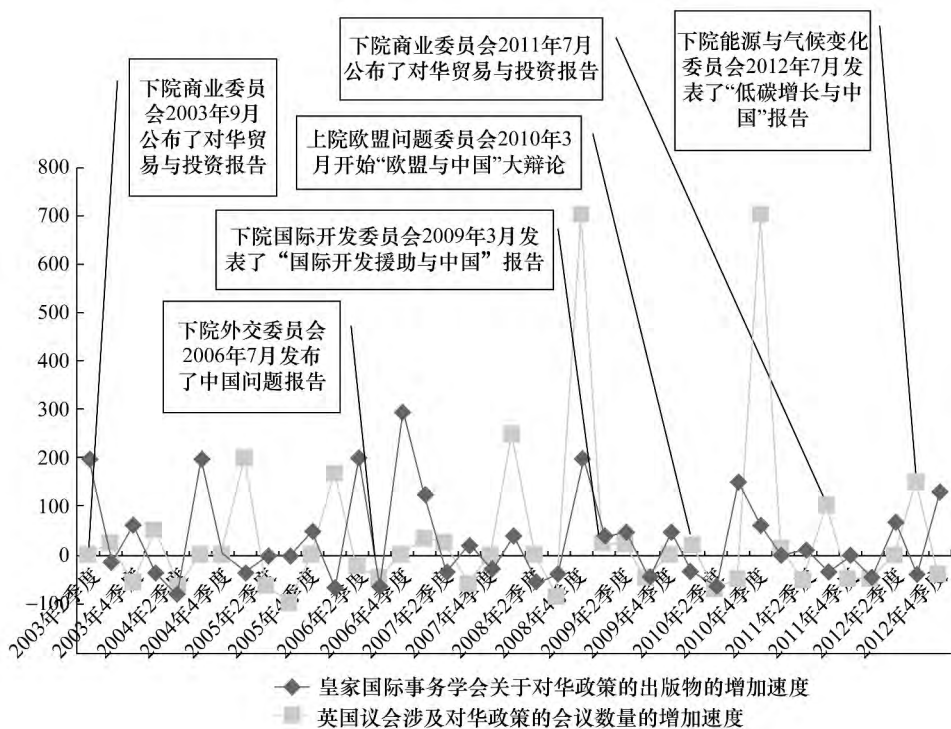 下院商业委员
会2003年9月
公布了对华贸
易与投资报告
下院商业委员会2011年7月
公布了对华贸易与投资报告
下院能源与气候变化
委员会2012年7月发
表了“低碳增长与中
国”报告
上院欧盟问题委员会2010年3
月开始“欧盟与中国”大辩论
下院国际开发委员会2009年3月发
表了“国际开发援助与中国”报告
下院外交委员会
2006年7月发布
了中国问题报告
800
700
600
500
400
300
200
100
0
-100
2003年2季度
2003年4季度
2004年2季度
2004年4季度
2005年2季度
2005年4季度
2006年2季度
2006年4季度
2007年2季度
2007年4季度
2008年2季度
2008年4季度
2009年2季度
2009年4季度
2010年2季度
2010年4季度
2011年2季度
2011年4季度
2012年2季度
2012年4季度
皇家国际事务学会关于对华政策的出版物的增加速度
英国议会涉及对华政策的会议数量的增加速度